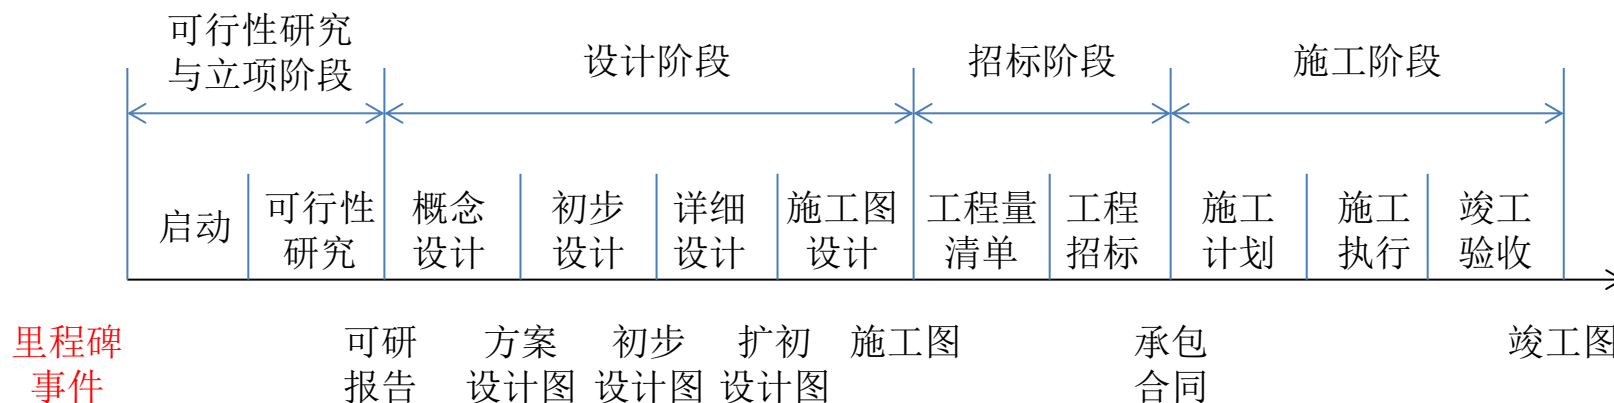 可行性研究
与立项阶段
设计阶段
招标阶段
施工阶段
启动
可行性
研究
概念
设计
初步
设计
详细
设计
施工图
设计
工程量
清单
工程
招标
施工
计划
施工
执行
竣工
验收
里程碑
事件
可研
报告
方案
设计图
初步
设计图
扩初
设计图
施工图
承包
合同
竣工图